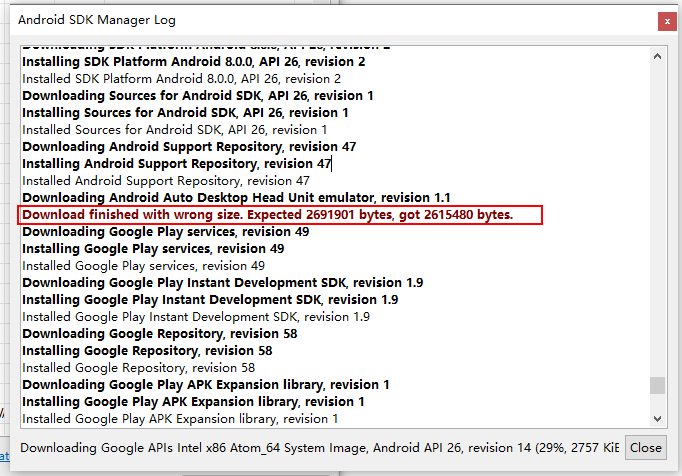 Android SDK Manager Log
x
Installing SDK Platform Android 8.0.0, API 26, revision 2
Installed SDK Platform Android 8.0.0, API 26, revision 2
Downloading Sources for Android SDK, API 26, revision 1
Installing Sources for Android SDK, API 26, revision 1
Installed Sources for Android SDK, API 26, revision 1
Downloading Android Support Repository, revision 47
Installing Android Support Repository, revision 47
Installed Android Support Repository, revision 47
Downloading Android Auto Desktop Head Unit emulator, revision 1.1
Download finished with wrong size. Expected 2691901 bytes, got 2615480 bytes.
Downloading Google Play services, revision 49
Installing Google Play services, revision 49
Installed Google Play services, revision 49
Downloading Google Play Instant Development SDK, revision 1.9
Installing Google Play Instant Development SDK, revision 1.9
Installed Google Play Instant Development SDK, revision 1.9
Downloading Google Repository, revision 58
Installing Google Repository, revision 58
Installed Google Repository, revision 58
Downloading Google Play APK Expansion library, revision 1
Installing Google Play APK Expansion library, revision 1
Installed Google Play APK Expansion library, revision 1
Downloading Google APIs Intel x86 Atom_64 System Image, Android API 26, revision 14 (29%, 2757 KiE
Close